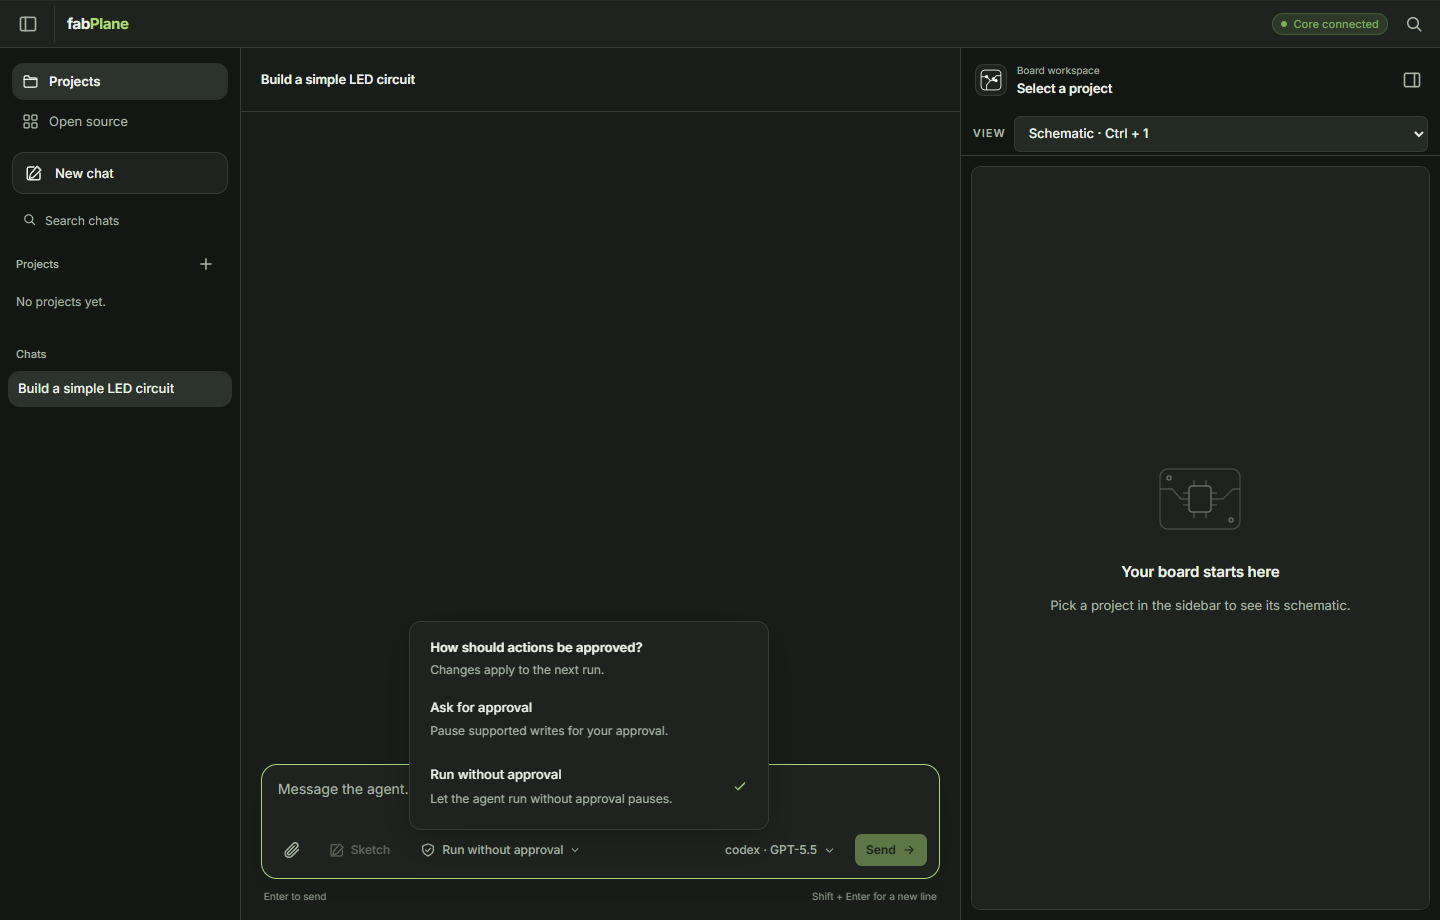 fabPlane
Core connected
Projects
Open source
New chat
Search chats
Projects
No projects yet.
Chats
Build a simple LED circuit
Build a simple LED circuit
How should actions be approved?
Changes apply to the next run.
Ask for approval
Pause supported writes for your approval.
Run without approval
Let the agent run without approval pauses.
Message the agent.
Sketch
Run without approval
codex · GPT-5.5
Send
Enter to send
Shift + Enter for a new line
Board workspace
Select a project
VIEW
Schematic · Ctrl + 1
Your board starts here
Pick a project in the sidebar to see its schematic.